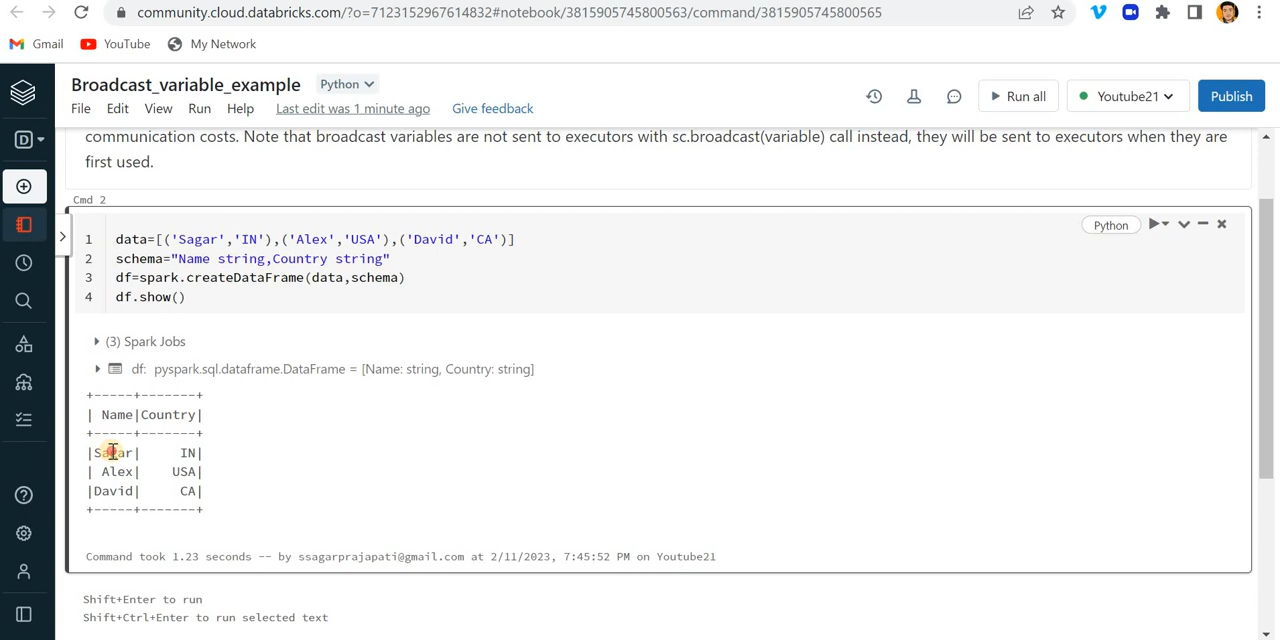 community.cloud.databricks.com/?o=7123152967614832#notebook/3815905745800563/command/3815905745800565
Gmail YouTube My Network
Broadcast_variable_example Python
File Edit View Run Help Last edit was 1 minute ago Give feedback
Run all Youtube21 Publish
D
communication costs. Note that broadcast variables are not sent to executors with sc.broadcast(variable) call instead, they will be sent to executors when they are
first used.
Cmd 2
Python
1 data=[('Sagar','IN'),('Alex','USA'),('David','CA')]
2 schema="Name string,Country string"
3 df=spark.createDataFrame(data,schema)
4 df.show()
(3) Spark Jobs
df: pyspark.sql.dataframe.DataFrame = [Name: string, Country: string]
+-----+-------+
| Name|Country|
+-----+-------+
|Sagar|     IN|
| Alex|    USA|
|David|     CA|
+-----+-------+
Command took 1.23 seconds -- by ssagarprajapati@gmail.com at 2/11/2023, 7:45:52 PM on Youtube21
Shift+Enter to run
Shift+Ctrl+Enter to run selected text